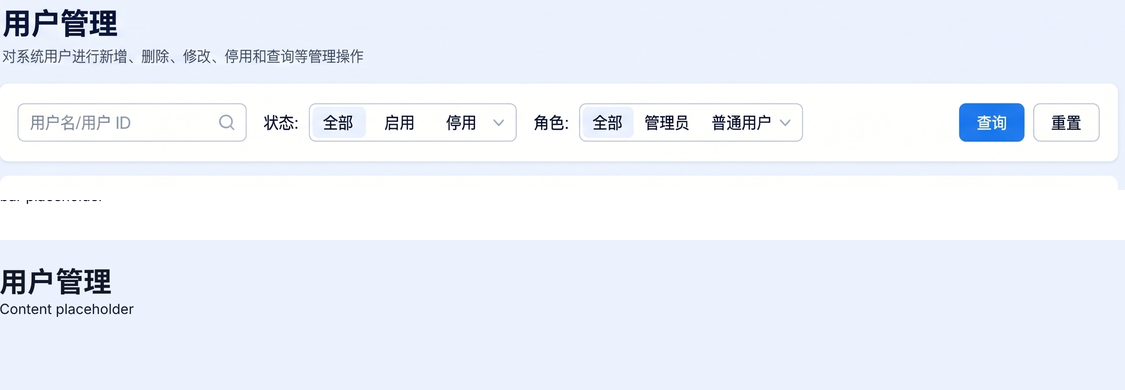 用户管理
对系统用户进行新增、删除、修改、停用和查询等管理操作
用户名/用户 ID 状态: 全部 启用 停用 角色: 全部 管理员 普通用户 查询 重置
placeholder
用户管理
Content placeholder